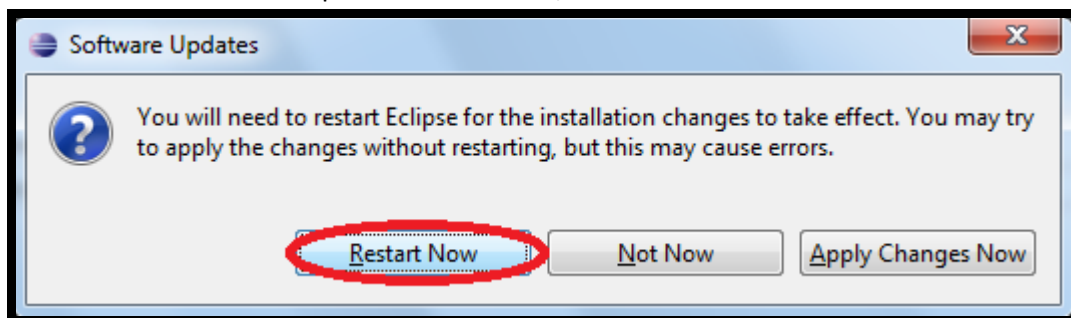 Software Updates
You will need to restart Eclipse for the installation changes to take effect. You may try
to apply the changes without restarting, but this may cause errors.
Restart Now Not Now Apply Changes Now